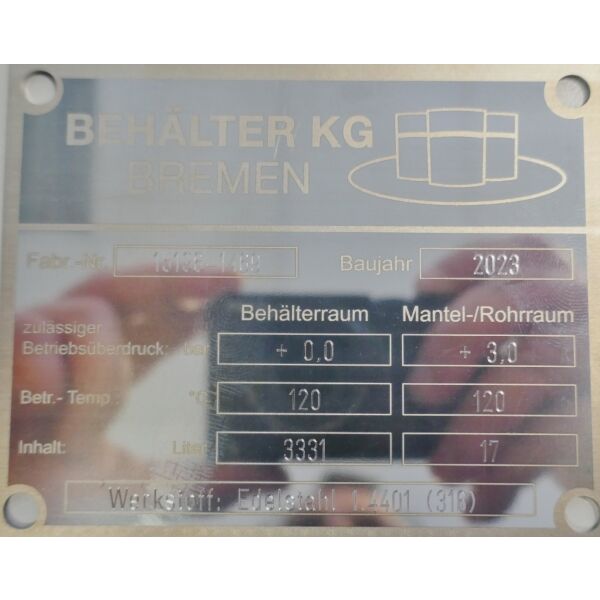 BEHÄLTER KG
BREMEN
Fabr.-Nr. Baujahr 2023
Behälterraum Mantel-/Rohrraum
zulässiger
Betriebsüberdruck: bar + 0,0 + 3,0
Betr.- Temp.: °C 120 120
Inhalt: Liter 3331 17
Werkstoff: Edelstahl 1.4401 (316)